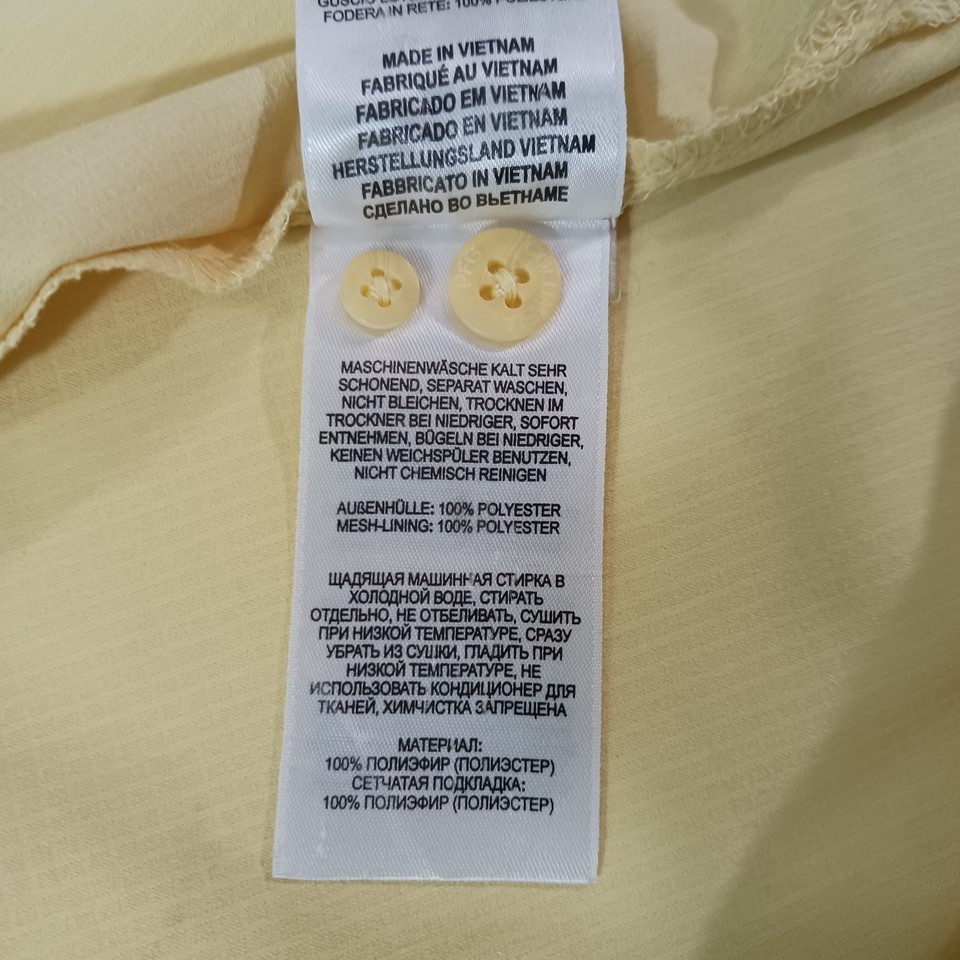 FODERA IN RETE: 100%
MADE IN VIETNAM
FABRIQUÉ AU VIETNAM
FABRICADO EM VIETNAM
FABRICADO EN VIETNAM
HERSTELLUNGSLAND VIETNAM
FABBRICATO IN VIETNAM
СДЕЛАНО ВО ВЬЕТНАМЕ
PFG
MASCHINENWÄSCHE KALT SEHR
SCHONEND, SEPARAT WASCHEN,
NICHT BLEICHEN, TROCKNEN IM
TROCKNER BEI NIEDRIGER, SOFORT
ENTNEHMEN, BÜGELN BEI NIEDRIGER,
KEINEN WEICHSPÜLER BENUTZEN,
NICHT CHEMISCH REINIGEN
AUßENHÜLLE: 100% POLYESTER
MESH-LINING: 100% POLYESTER
ЩАДЯЩАЯ МАШИННАЯ СТИРКА В
ХОЛОДНОЙ ВОДЕ, СТИРАТЬ
ОТДЕЛЬНО, НЕ ОТБЕЛИВАТЬ, СУШИТЬ
ПРИ НИЗКОЙ ТЕМПЕРАТУРЕ, СРАЗУ
УБРАТЬ ИЗ СУШКИ, ГЛАДИТЬ ПРИ
НИЗКОЙ ТЕМПЕРАТУРЕ, НЕ
ИСПОЛЬЗОВАТЬ КОНДИЦИОНЕР ДЛЯ
ТКАНЕЙ, ХИМЧИСТКА ЗАПРЕЩЕНА
МАТЕРИАЛ:
100% ПОЛИЭФИР (ПОЛИЭСТЕР)
СЕТЧАТАЯ ПОДКЛАДКА:
100% ПОЛИЭФИР (ПОЛИЭСТЕР)